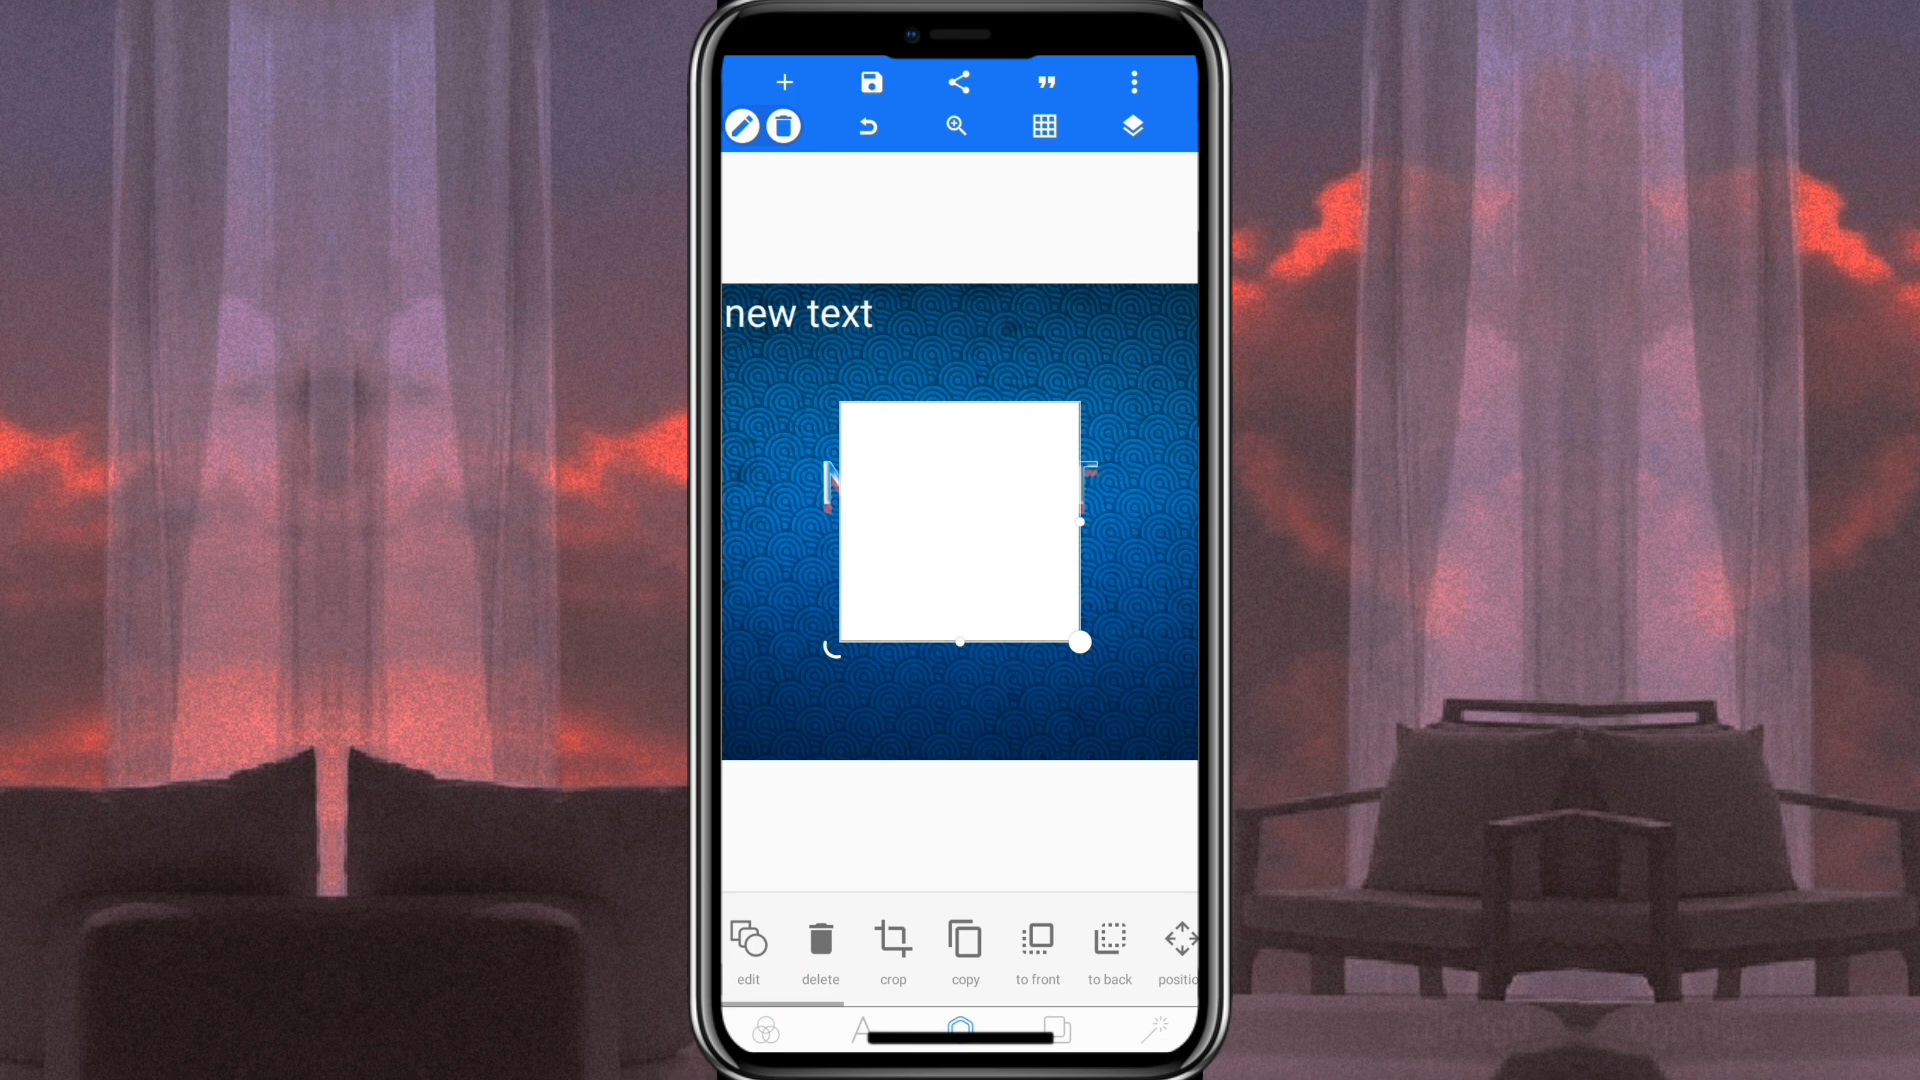 new text
edit
delete
crop
copy
to front
to back
positio